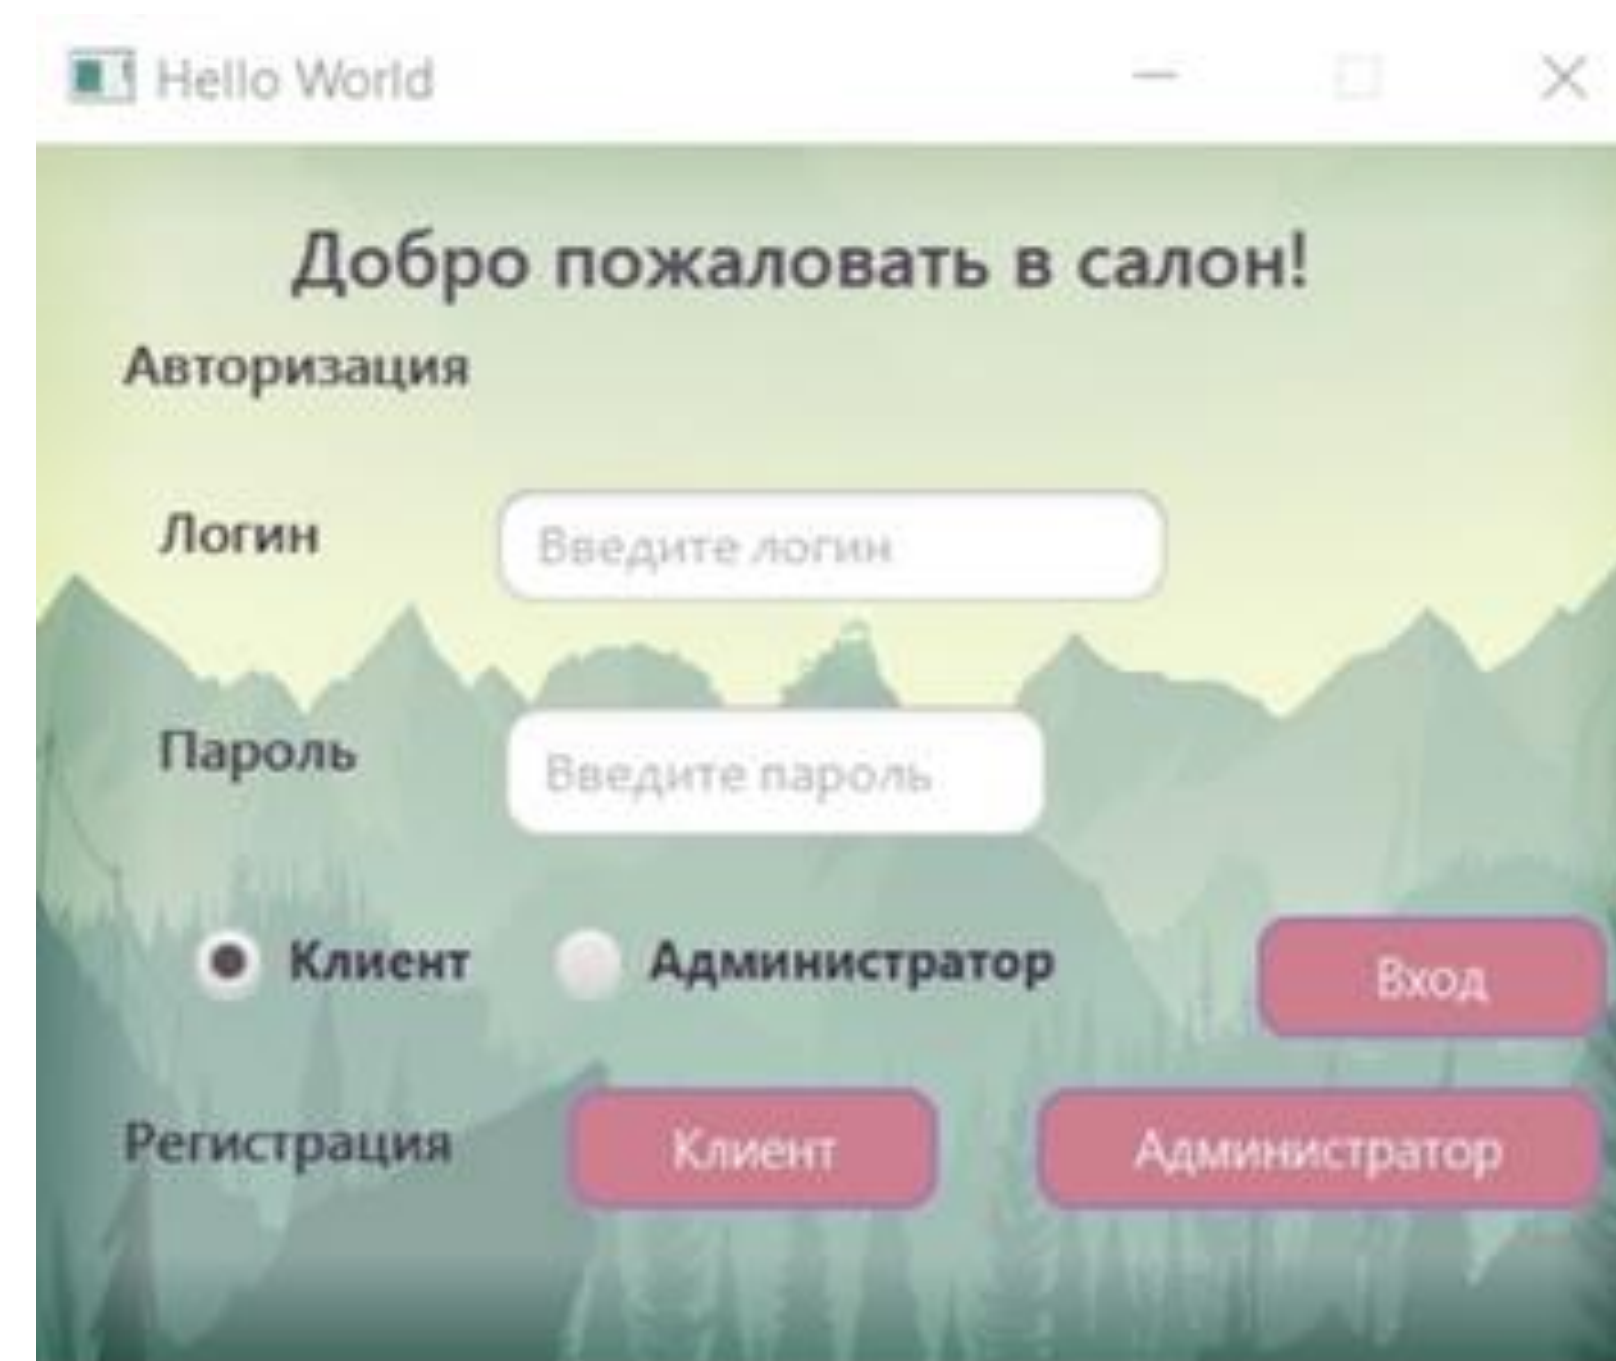 Hello World
Добро пожаловать в салон!
Авторизация
Логин Введите логин
Пароль Введите пароль
Клиент Администратор Вход
Регистрация Клиент Администратор